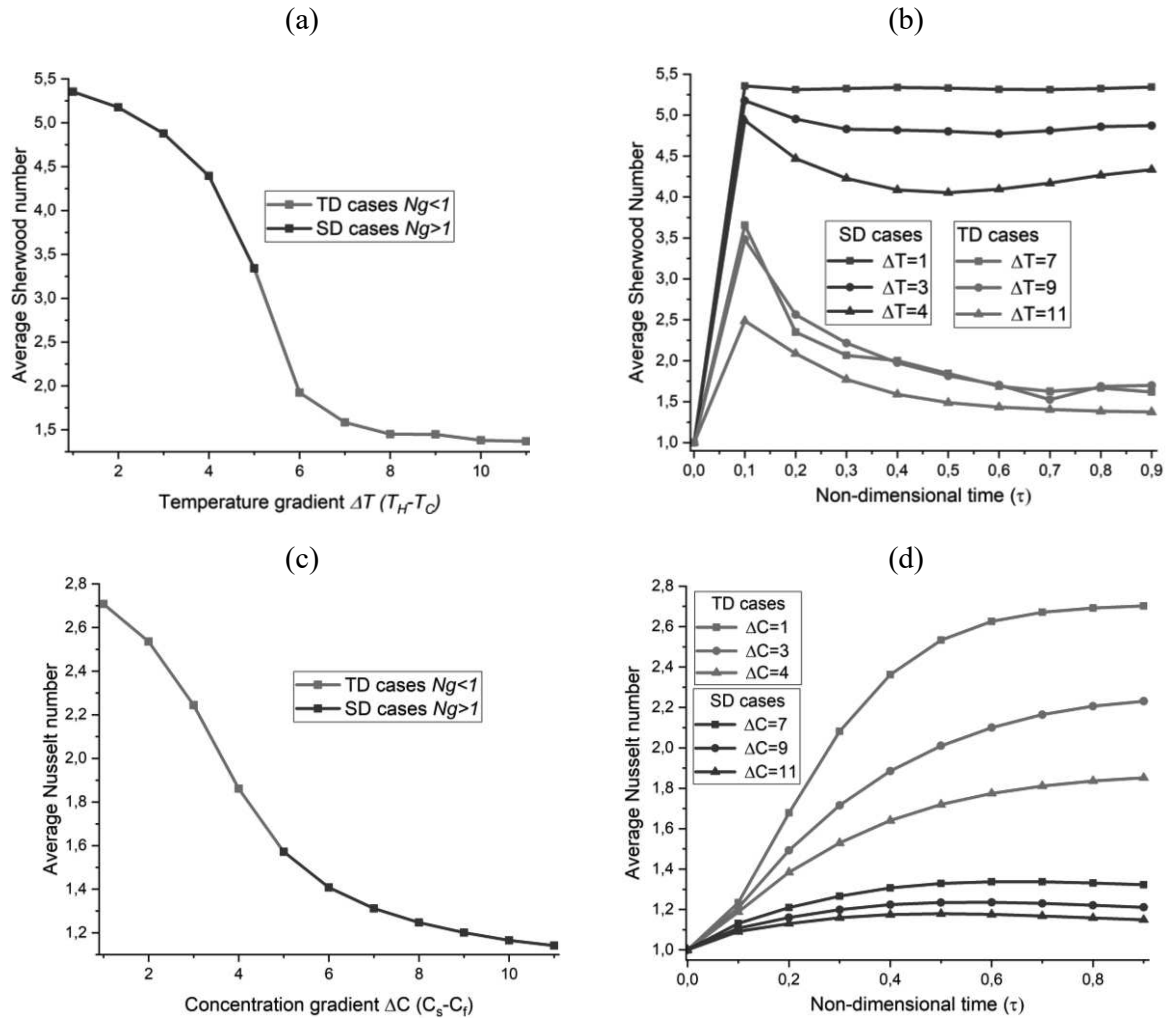 (a)
5,5
5,0
4,5
4,0
3,5
3,0
2,5
2,0
1,5
Average Sherwood number
TD cases Ng<1
SD cases Ng>1
2 4 6 8 10
Temperature gradient ΔT (T_H-T_C)
(b)
5,5
5,0
4,5
4,0
3,5
3,0
2,5
2,0
1,5
1,0
Average Sherwood Number
SD cases
ΔT=1
ΔT=3
ΔT=4
TD cases
ΔT=7
ΔT=9
ΔT=11
0,0 0,1 0,2 0,3 0,4 0,5 0,6 0,7 0,8 0,9
Non-dimensional time (τ)
(c)
2,8
2,6
2,4
2,2
2,0
1,8
1,6
1,4
1,2
Average Nusselt number
TD cases Ng<1
SD cases Ng>1
2 4 6 8 10
Concentration gradient ΔC (C_s-C_f)
(d)
2,8
2,6
2,4
2,2
2,0
1,8
1,6
1,4
1,2
1,0
Average Nusselt number
TD cases
ΔC=1
ΔC=3
ΔC=4
SD cases
ΔC=7
ΔC=9
ΔC=11
0,0 0,2 0,4 0,6 0,8
Non-dimensional time (τ)